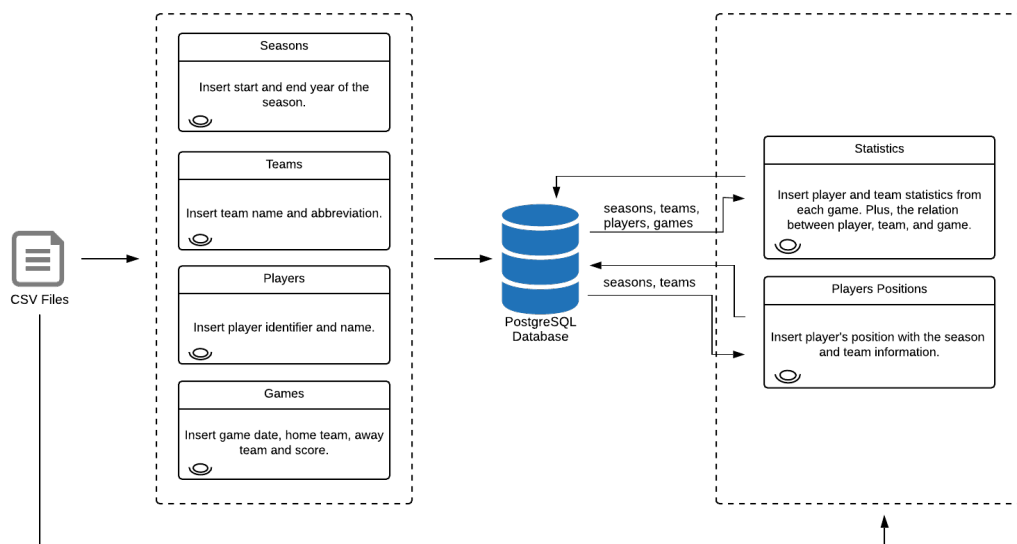 CSV Files
Seasons
Insert start and end year of the
season.
Teams
Insert team name and abbreviation.
Players
Insert player identifier and name.
Games
Insert game date, home team, away
team and score.
PostgreSQL
Database
seasons, teams,
players, games
seasons, teams
Statistics
Insert player and team statistics from
each game. Plus, the relation
between player, team, and game.
Players Positions
Insert player's position with the season
and team information.